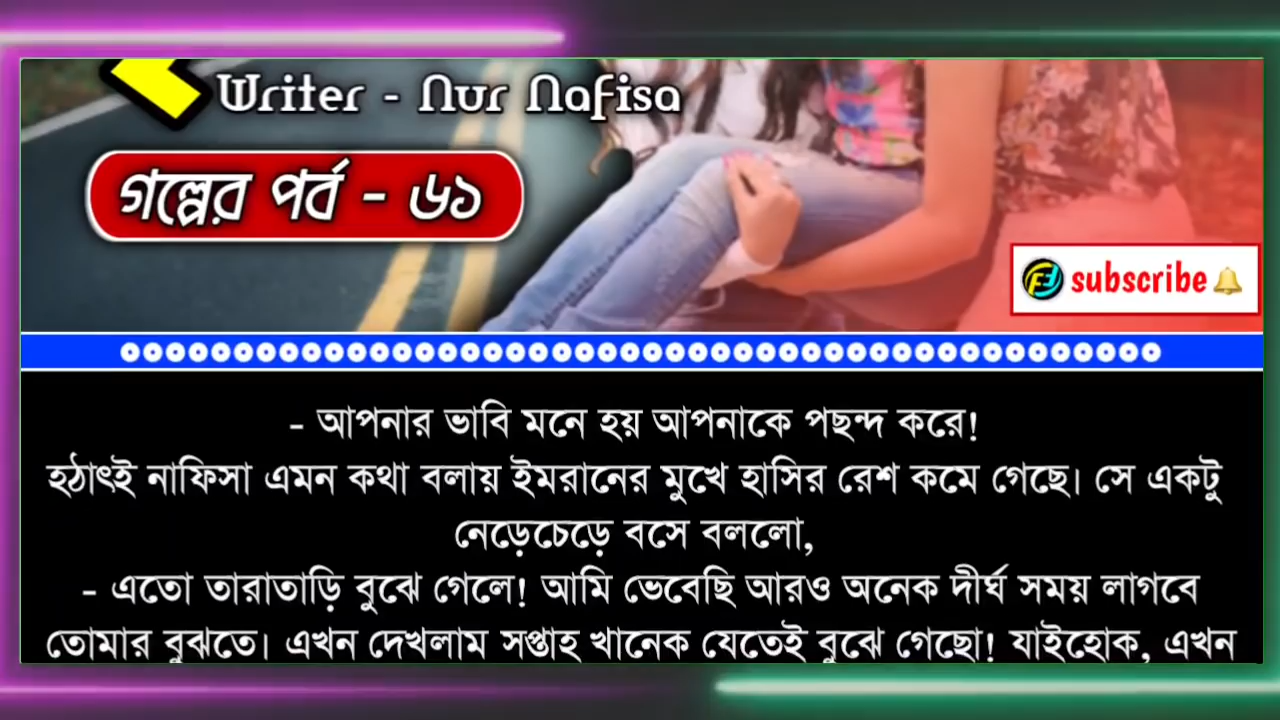 Writer - Nur Nafisa
গল্পের পর্ব - ৬১
subscribe
- আপনার ভাবি মনে হয় আপনাকে পছন্দ করে!
হঠাৎই নাফিসা এমন কথা বলায় ইমরানের মুখে হাসির রেশ কমে গেছে। সে একটু
নেড়েচেড়ে বসে বললো,
- এতো তারাতাড়ি বুঝে গেলে! আমি ভেবেছি আরও অনেক দীর্ঘ সময় লাগবে
তোমার বুঝতে। এখন দেখলাম সপ্তাহ খানেক যেতেই বুঝে গেছো! যাইহোক, এখন